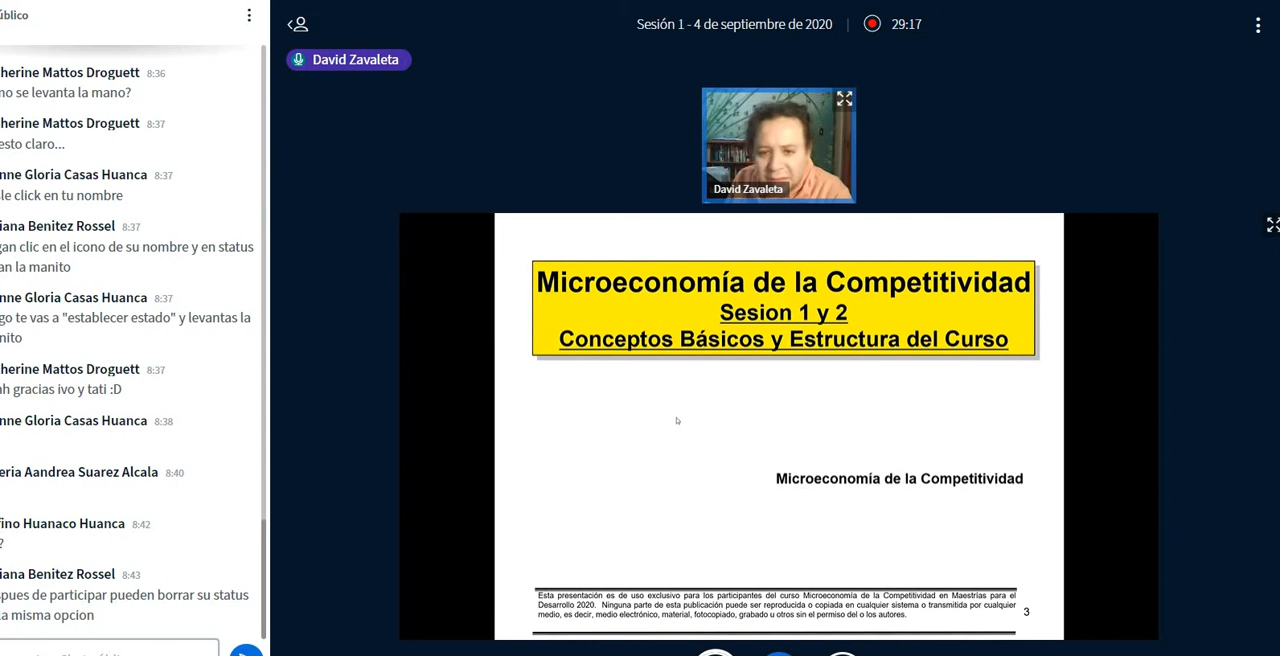 úblico
herine Mattos Droguett 8:36
no se levanta la mano?
herine Mattos Droguett 8:37
esto claro...
nne Gloria Casas Huanca 8:37
le click en tu nombre
iana Benitez Rossel 8:37
gan clic en el icono de su nombre y en status
an la manito
nne Gloria Casas Huanca 8:37
go te vas a "establecer estado" y levantas la
nito
herine Mattos Droguett 8:37
ah gracias ivo y tati :D
nne Gloria Casas Huanca 8:38
eria Aandrea Suarez Alcala 8:40
fino Huanaco Huanca 8:42
?
iana Benitez Rossel 8:43
spues de participar pueden borrar su status
la misma opcion
Sesión 1 - 4 de septiembre de 2020 | 29:17
David Zavaleta
David Zavaleta
Microeconomía de la Competitividad
Sesion 1 y 2
Conceptos Básicos y Estructura del Curso
Microeconomía de la Competitividad
Esta presentación es de uso exclusivo para los participantes del curso Microeconomía de la Competitividad en Maestrías para el
Desarrollo 2020. Ninguna parte de esta publicación puede ser reproducida o copiada en cualquier sistema o transmitida por cualquier
medio, es decir, medio electrónico, material, fotocopiado, grabado u otros sin el permiso del o los autores.
3